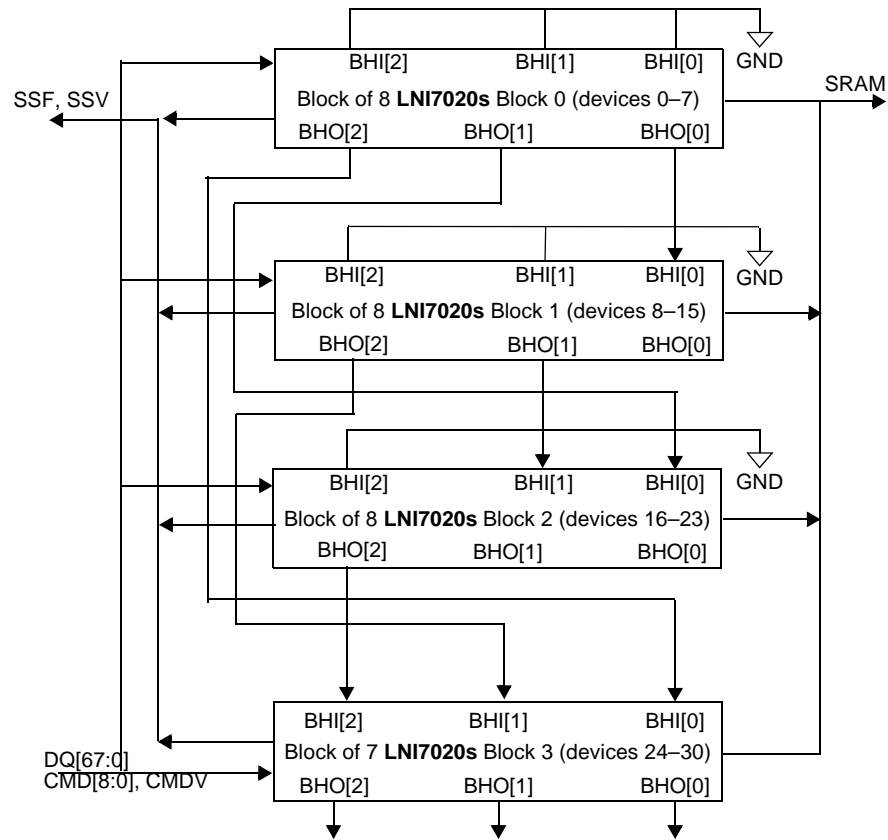 BHI[2] BHI[1] BHI[0] GND
SSF, SSV Block of 8 LNI7020s Block 0 (devices 0–7) SRAM
BHO[2] BHO[1] BHO[0]
BHI[2] BHI[1] BHI[0] GND
Block of 8 LNI7020s Block 1 (devices 8–15)
BHO[2] BHO[1] BHO[0]
BHI[2] BHI[1] BHI[0] GND
Block of 8 LNI7020s Block 2 (devices 16–23)
BHO[2] BHO[1] BHO[0]
BHI[2] BHI[1] BHI[0]
DQ[67:0] Block of 7 LNI7020s Block 3 (devices 24–30)
CMD[8:0], CMDV BHO[2] BHO[1] BHO[0]